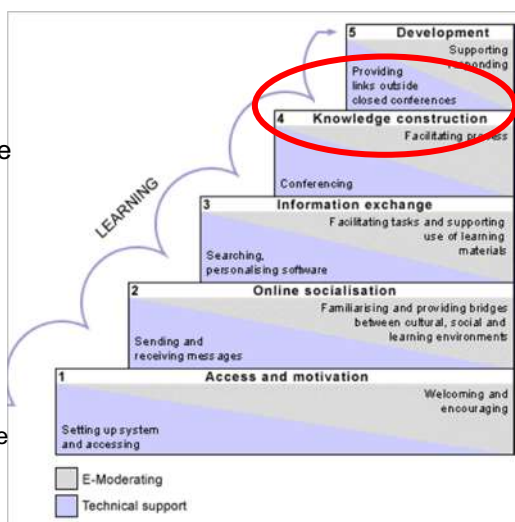 5 Development
Supporting
responding
Providing
links outside
closed conferences
4 Knowledge construction
Facilitating process
Conferencing
3 Information exchange
Facilitating tasks and supporting
use of learning
materials
Searching,
personalising software
2 Online socialisation
Familiarising and providing bridges
between cultural, social and
learning environments
Sending and
receiving messages
1 Access and motivation
Welcoming and
encouraging
Setting up system
and accessing
LEARNING
E-Moderating
Technical support
e
e